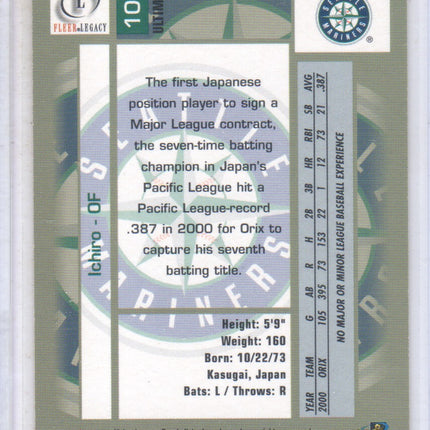 L
FLEER LEGACY
10
ULTIM
SEATTLE
MARINERS
®
Ichiro - OF
The first Japanese
position player to sign a
Major League contract,
the seven-time batting
champion in Japan's
Pacific League hit a
Pacific League-record
.387 in 2000 for Orix to
capture his seventh
batting title.
SEATTLE
MARINERS
Height: 5'9"
Weight: 160
Born: 10/22/73
Kasugai, Japan
Bats: L / Throws: R
YEAR TEAM G AB R H 2B 3B HR RBI SB AVG
2000 ORIX 105 395 73 153 22 1 12 73 21 .387
NO MAJOR OR MINOR LEAGUE BASEBALL EXPERIENCE